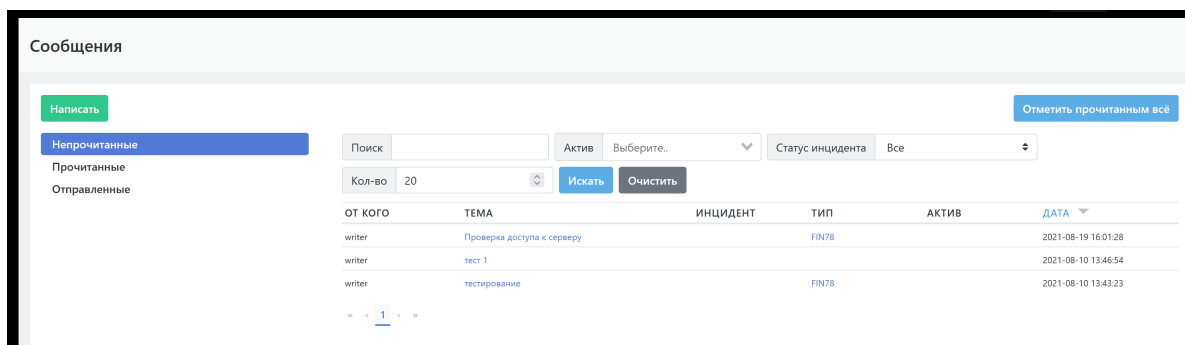 Сообщения
Написать
Отметить прочитанным всё
Непрочитанные
Прочитанные
Отправленные
Поиск Актив Выберите.. Статус инцидента Все
Кол-во 20 Искать Очистить
ОТ КОГО ТЕМА ИНЦИДЕНТ ТИП АКТИВ ДАТА
writer Проверка доступа к серверу FIN78 2021-08-19 16:01:28
writer тест 1 2021-08-10 13:46:54
writer тестирование FIN78 2021-08-10 13:43:23
« ‹ 1 › »